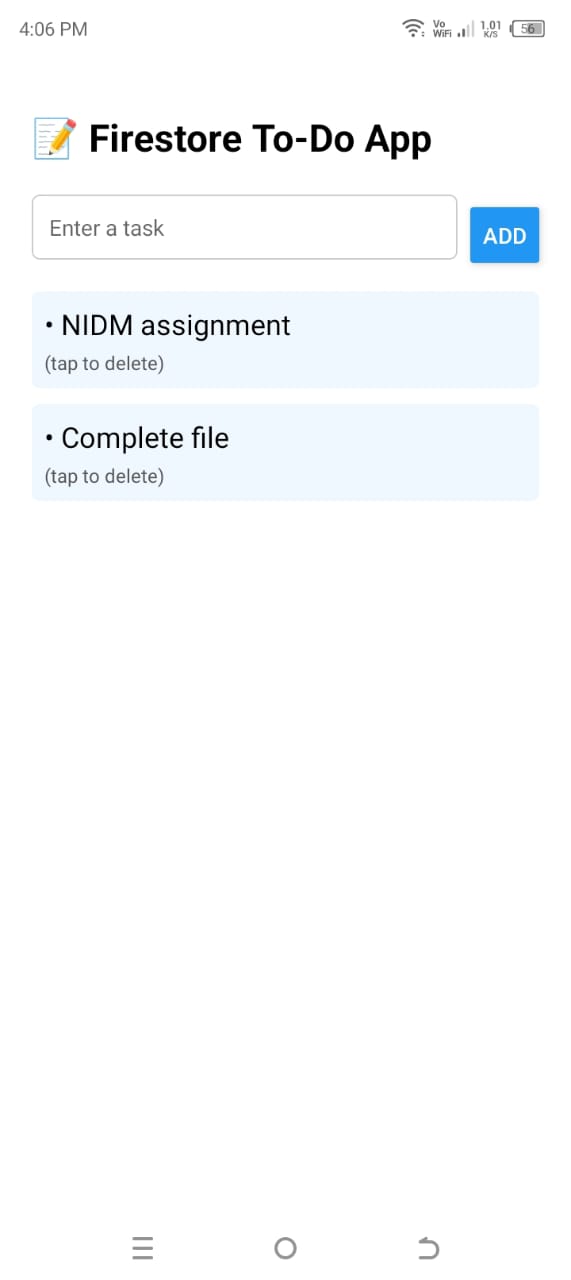 4:06 PM
Vo WiFi 1.01 K/S 56
📝 Firestore To-Do App
Enter a task
ADD
• NIDM assignment
(tap to delete)
• Complete file
(tap to delete)